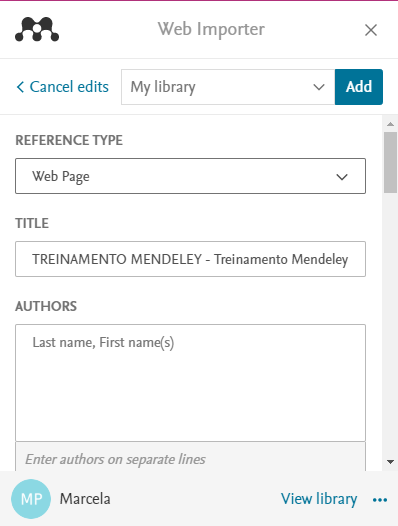 Web Importer
Cancel edits
My library
Add
REFERENCE TYPE
Web Page
TITLE
TREINAMENTO MENDELEY - Treinamento Mendeley
AUTHORS
Last name, First name(s)
Enter authors on separate lines
MP
Marcela
View library